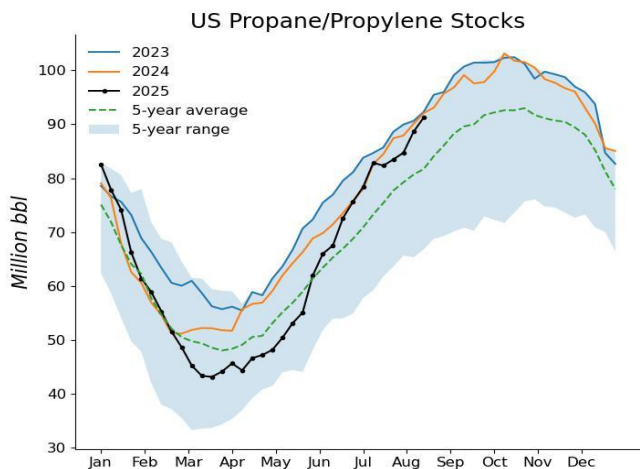 US Propane/Propylene Stocks
2023
2024
2025
5-year average
5-year range
Million bbl
100
90
80
70
60
50
40
30
Jan Feb Mar Apr May Jun Jul Aug Sep Oct Nov Dec